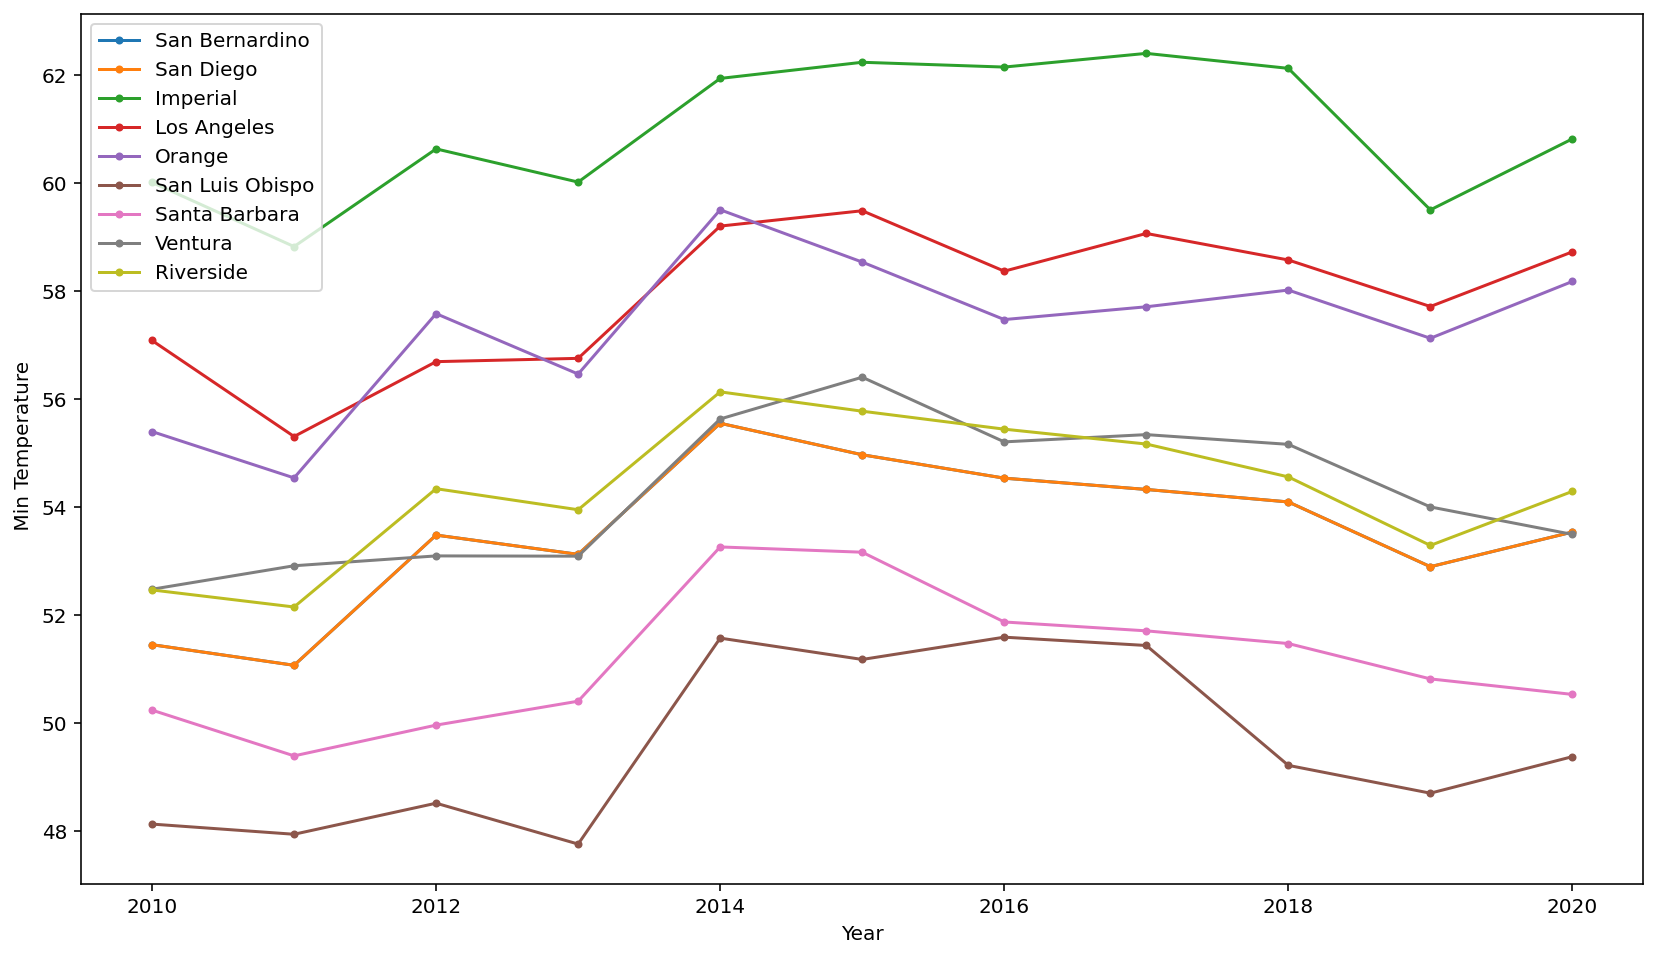 San Bernardino
San Diego
Imperial
Los Angeles
Orange
San Luis Obispo
Santa Barbara
Ventura
Riverside
Min Temperature
62
60
58
56
54
52
50
48
2010 2012 2014 2016 2018 2020
Year